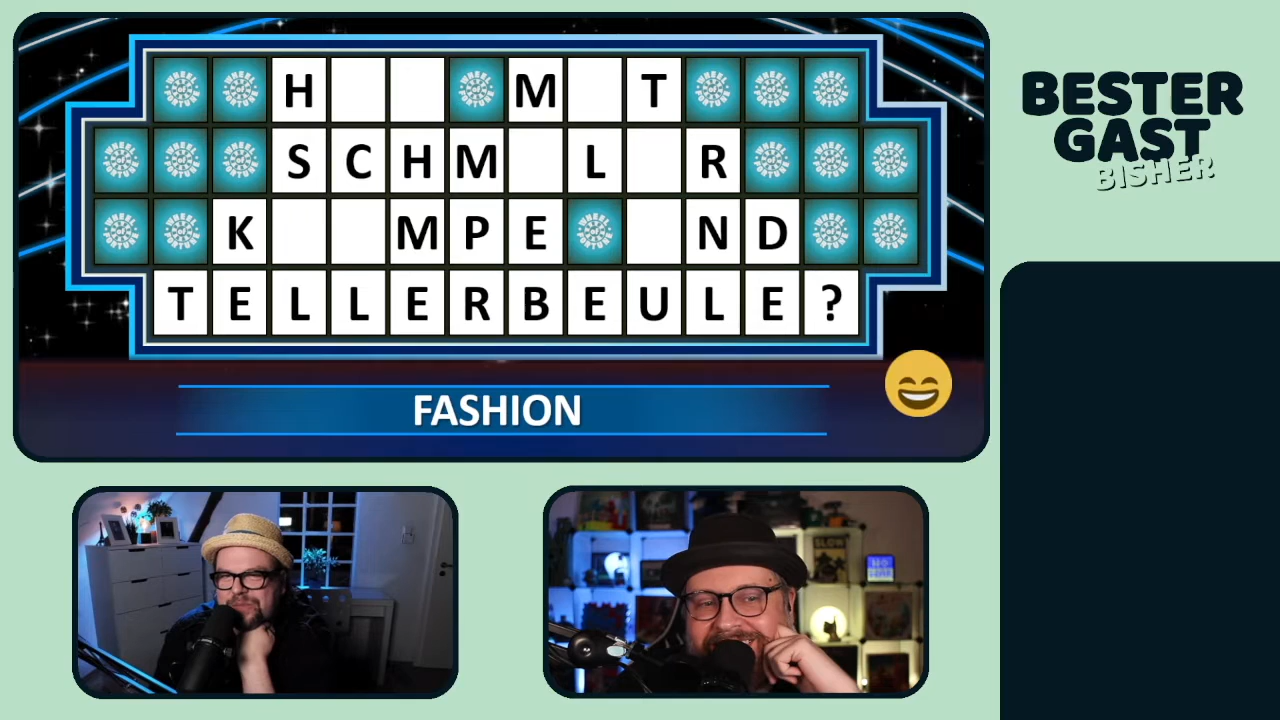 H M T
SCHM L R
K MPE ND
TELLERBEULE?
FASHION
BESTER
GAST
BISHER